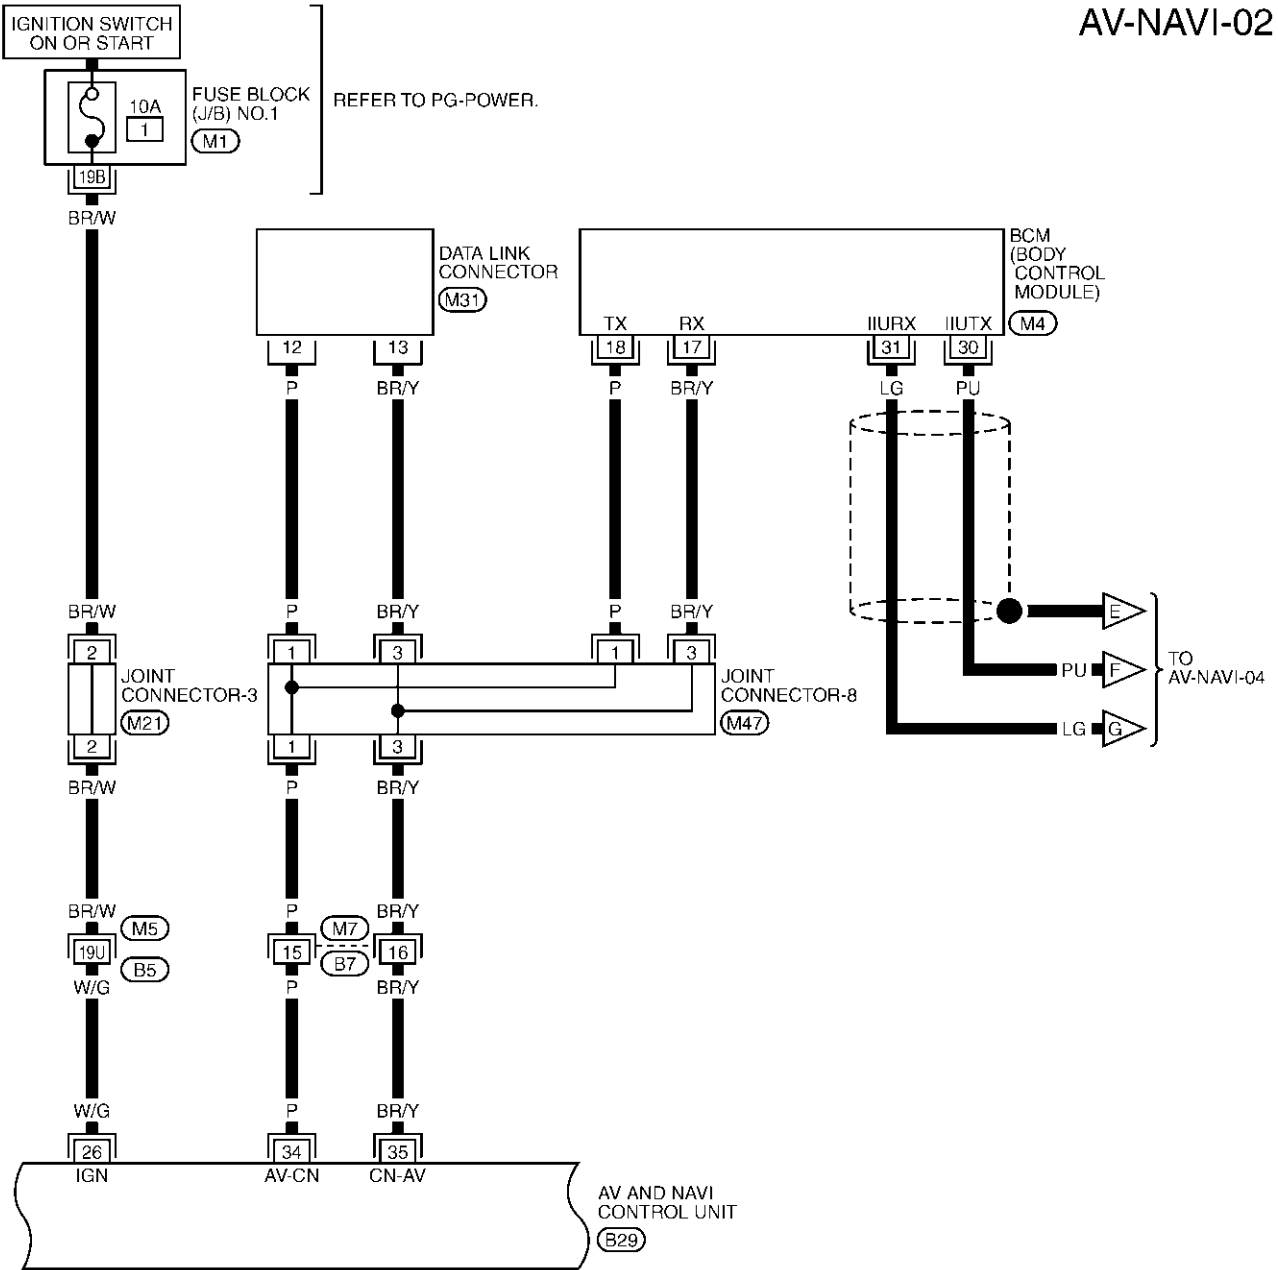 AV-NAVI-02
IGNITION SWITCH
ON OR START
10A
1
FUSE BLOCK
(J/B) NO.1
M1
REFER TO PG-POWER.
19B
BR/W
DATA LINK
CONNECTOR
M31
BCM
(BODY
CONTROL
MODULE)
M4
TX RX IIURX IIUTX
12 13 18 17 31 30
P BR/Y P BR/Y LG PU
BR/W P BR/Y P BR/Y
E
2 1 3 1 3
JOINT
CONNECTOR-3
M21
JOINT
CONNECTOR-8
M47
PU F
TO
AV-NAVI-04
LG G
2 1 3
BR/W P BR/Y
BR/W P BR/Y
M5
M7
19U 15 16
B5
B7
W/G P BR/Y
W/G P BR/Y
26 34 35
IGN AV-CN CN-AV
AV AND NAVI
CONTROL UNIT
B29